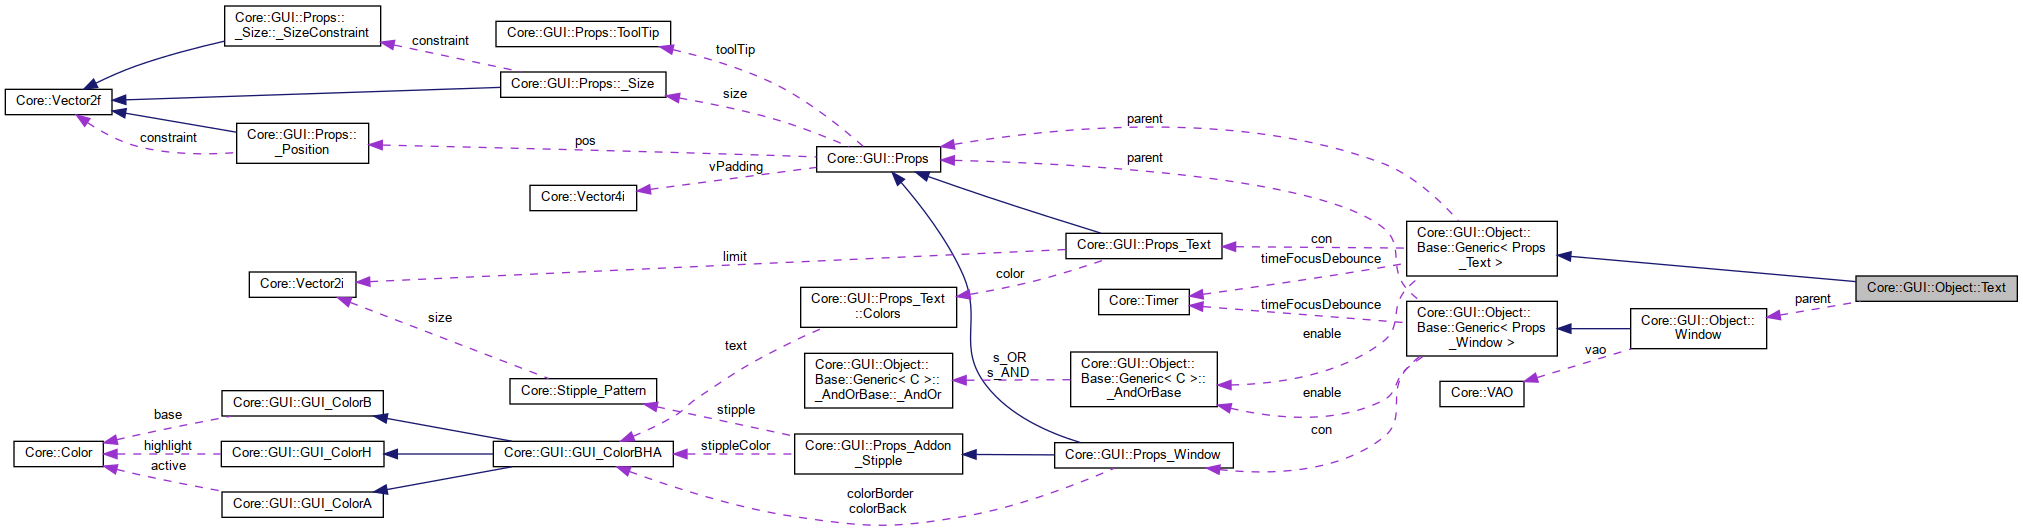 Core::GUI::Props::
_Size::_SizeConstraint
Core::GUI::Props::ToolTip
constraint
toolTip
Core::GUI::Props::_Size
size
Core::Vector2f
constraint
Core::GUI::Props::
_Position
pos
parent
parent
Core::GUI::Props
vPadding
Core::Vector4i
Core::GUI::Object::
Base::Generic< Props
_Text >
con
Core::GUI::Props_Text
limit
timeFocusDebounce
color
Core::Vector2i
Core::GUI::Object::Text
parent
Core::GUI::Props_Text
::Colors
Core::Timer
timeFocusDebounce
Core::GUI::Object::
Base::Generic< Props
_Window >
Core::GUI::Object::
Window
size
enable
text
vao
s_OR
s_AND
Core::GUI::Object::
Base::Generic< C >::
_AndOrBase::_AndOr
Core::GUI::Object::
Base::Generic< C >::
_AndOrBase
Core::VAO
Core::Stipple_Pattern
enable
Core::GUI::GUI_ColorB
base
stipple
con
Core::Color
highlight
Core::GUI::GUI_ColorH
Core::GUI::GUI_ColorBHA
stippleColor
Core::GUI::Props_Addon
_Stipple
Core::GUI::Props_Window
active
Core::GUI::GUI_ColorA
colorBorder
colorBack